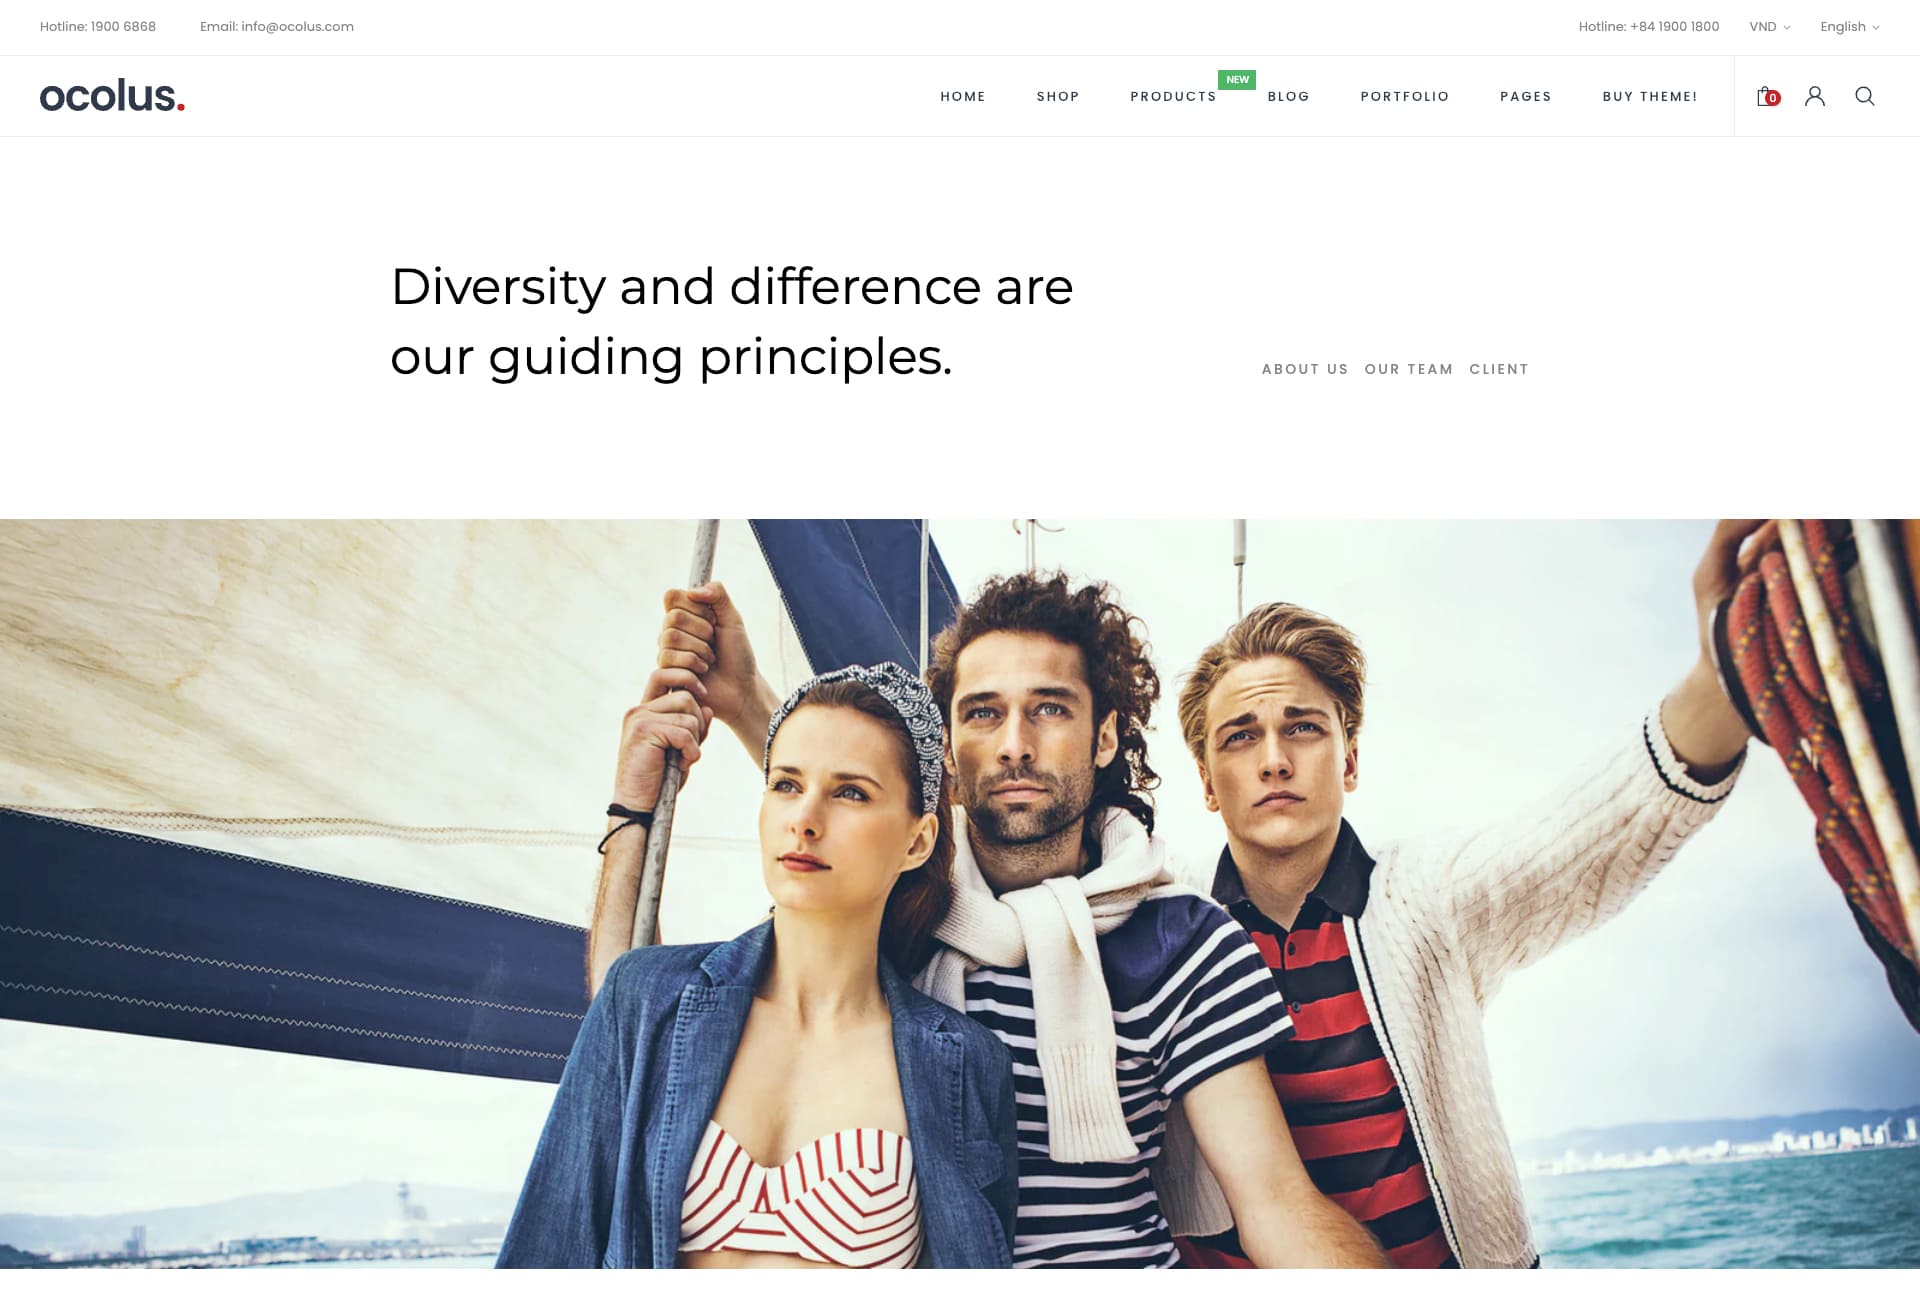 Hotline: 1900 6868 Email: info@ocolus.com Hotline: +84 1900 1800 VND English
ocolus. HOME SHOP PRODUCTS NEW BLOG PORTFOLIO PAGES BUY THEME! 0
Diversity and difference are
our guiding principles.
ABOUT US OUR TEAM CLIENT